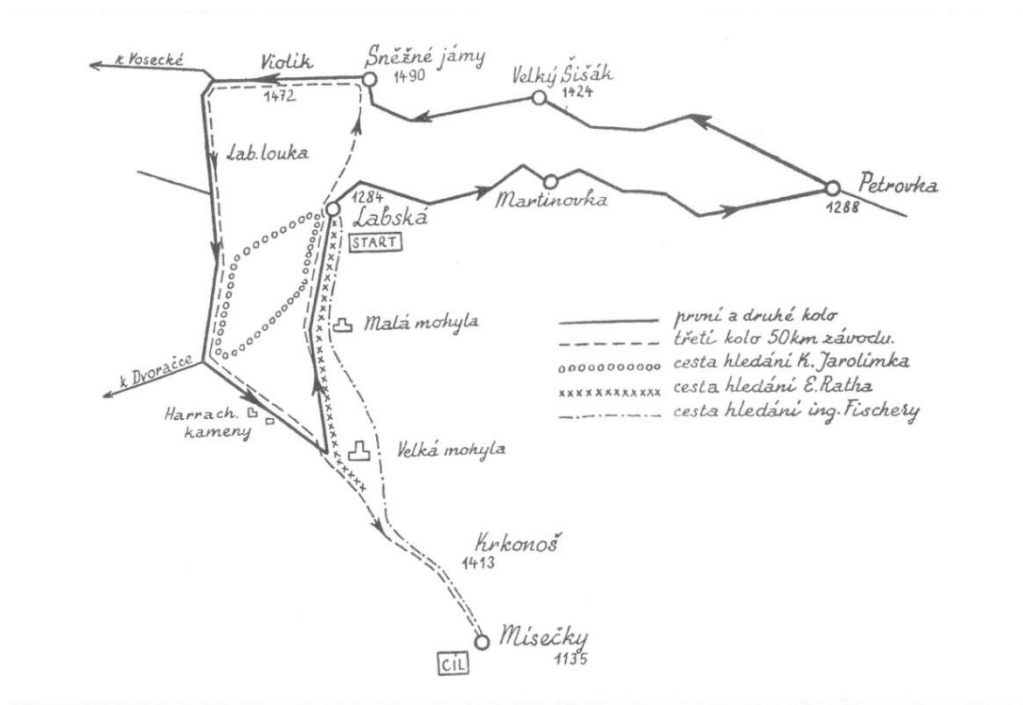 k Vosecké
Violik
1472
Sněžné jámy
1490
Velký Šišák
1424
Lab. louka
1284
Labská
START
Martinovka
Petrovka
1288
Malá mohyla
k Dvoračce
Harrach.
kameny
Velká mohyla
první a druhé kolo
třetí kolo 50km závodu.
cesta hledání K. Jarolímka
cesta hledání E. Ratha
cesta hledání ing. Fischery
Krkonoš
1413
Mísečky
1135
CÍL